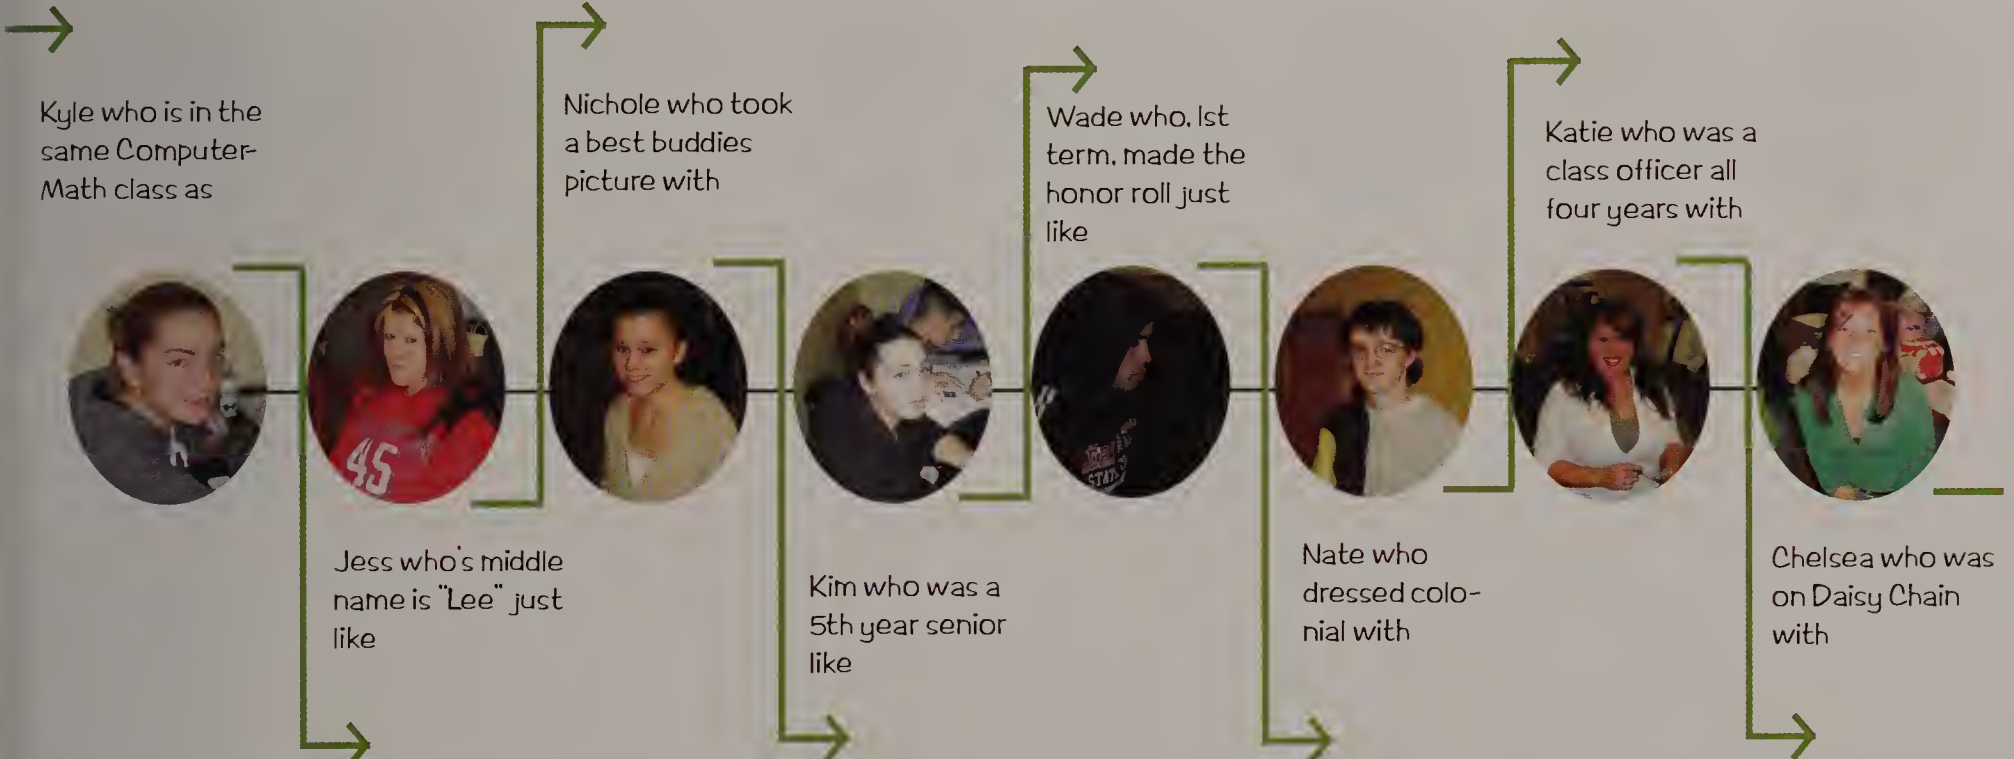 Kyle who is in the
same Computer-
Math class as
Jess who's middle
name is "Lee" just
like
Nichole who took
a best buddies
picture with
Kim who was a
5th year senior
like
Wade who, 1st
term, made the
honor roll just
like
Nate who
dressed colo-
nial with
Katie who was a
class officer all
four years with
Chelsea who was
on Daisy Chain
with
45
STATE